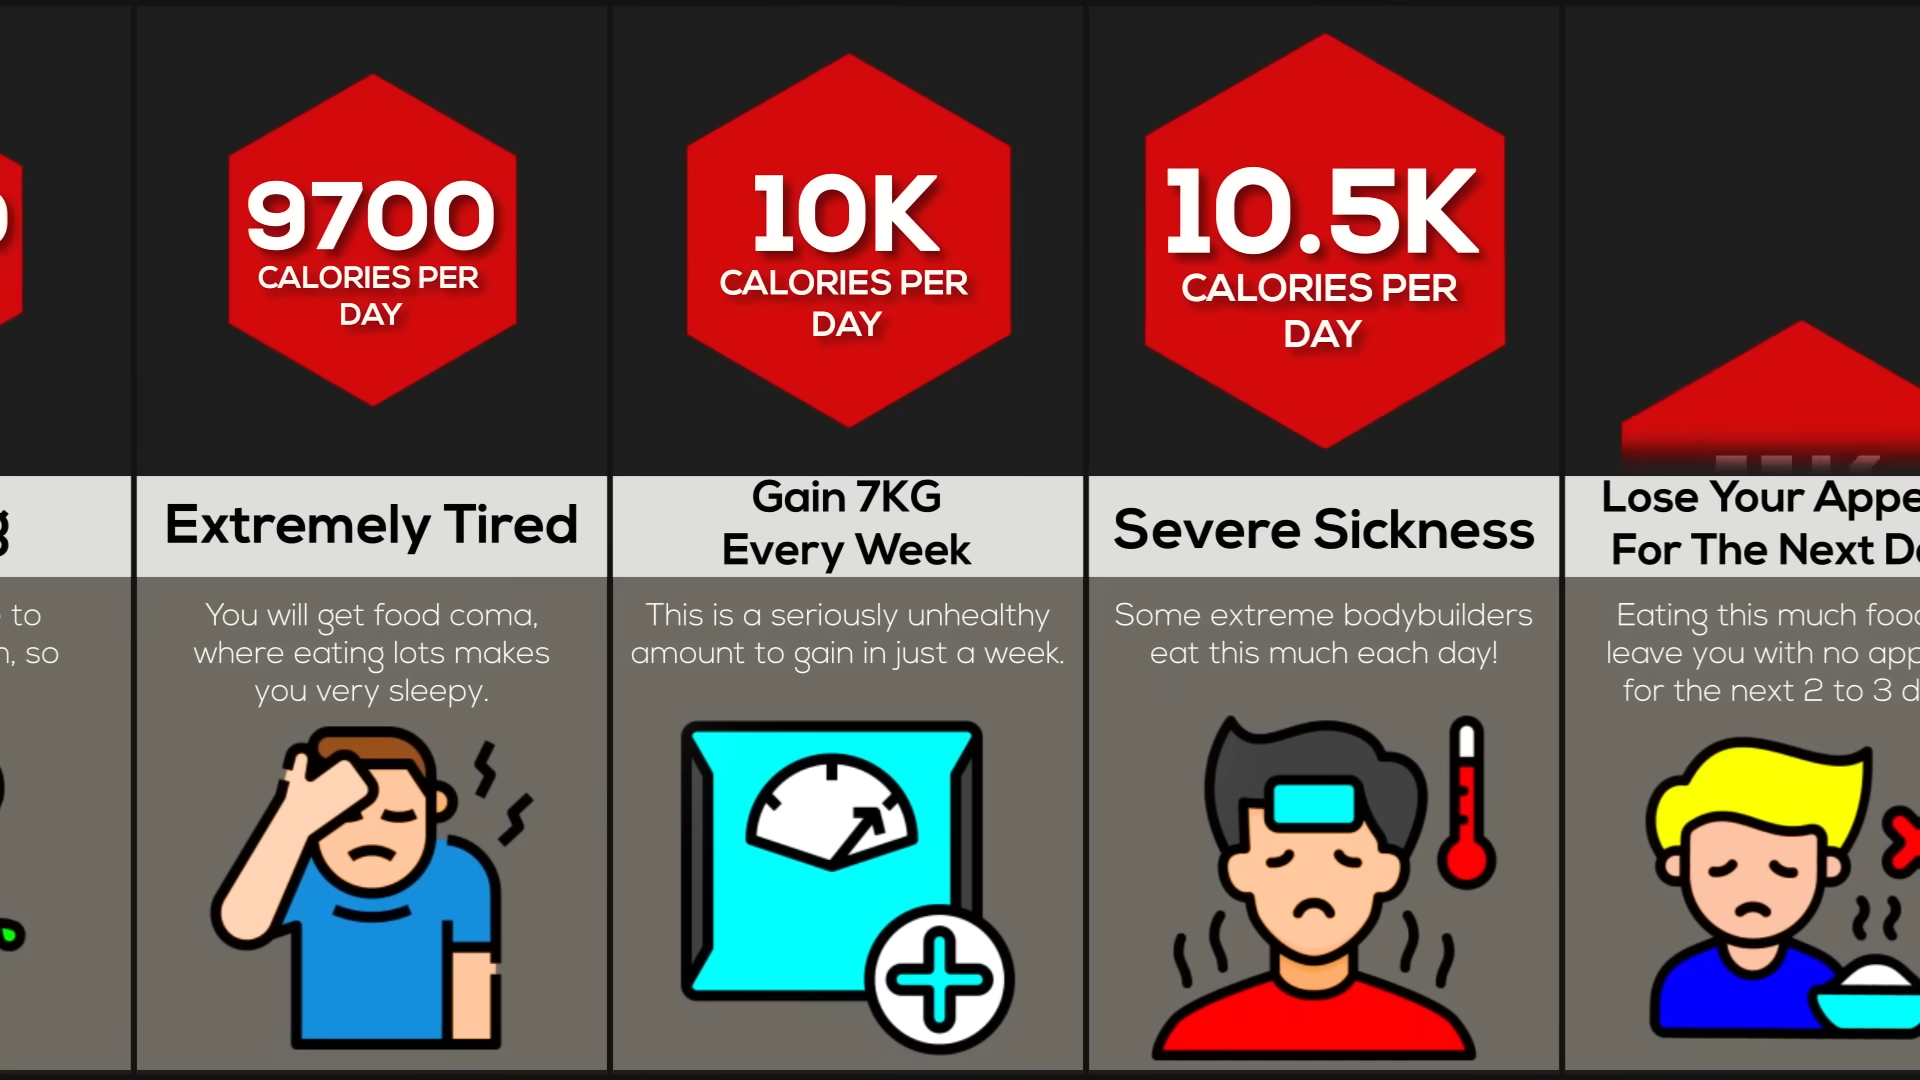 to
so
9700
CALORIES PER
DAY
Extremely Tired
You will get food coma,
where eating lots makes
you very sleepy.
10K
CALORIES PER
DAY
Gain 7KG
Every Week
This is a seriously unhealthy
amount to gain in just a week.
10.5K
CALORIES PER
DAY
Severe Sickness
Some extreme bodybuilders
eat this much each day!
Lose Your
For The Next
Eating this much
leave you with no
for the next 2 to 3